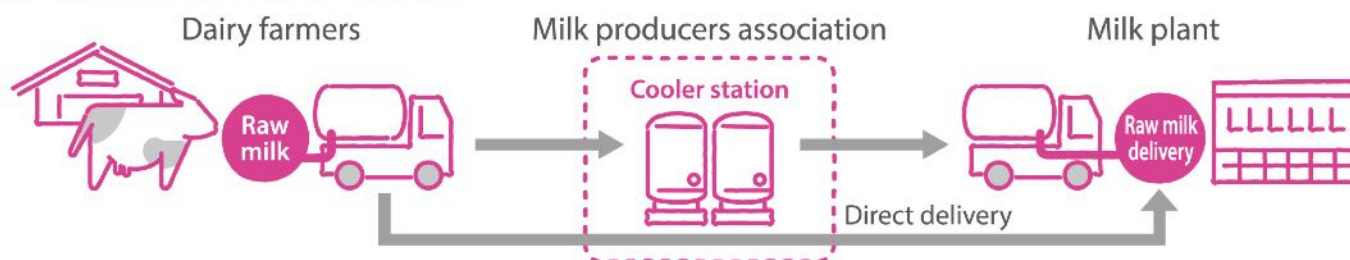 Dairy farmers
Milk producers association
Milk plant
Cooler station
Raw
milk
Raw milk
delivery
Direct delivery